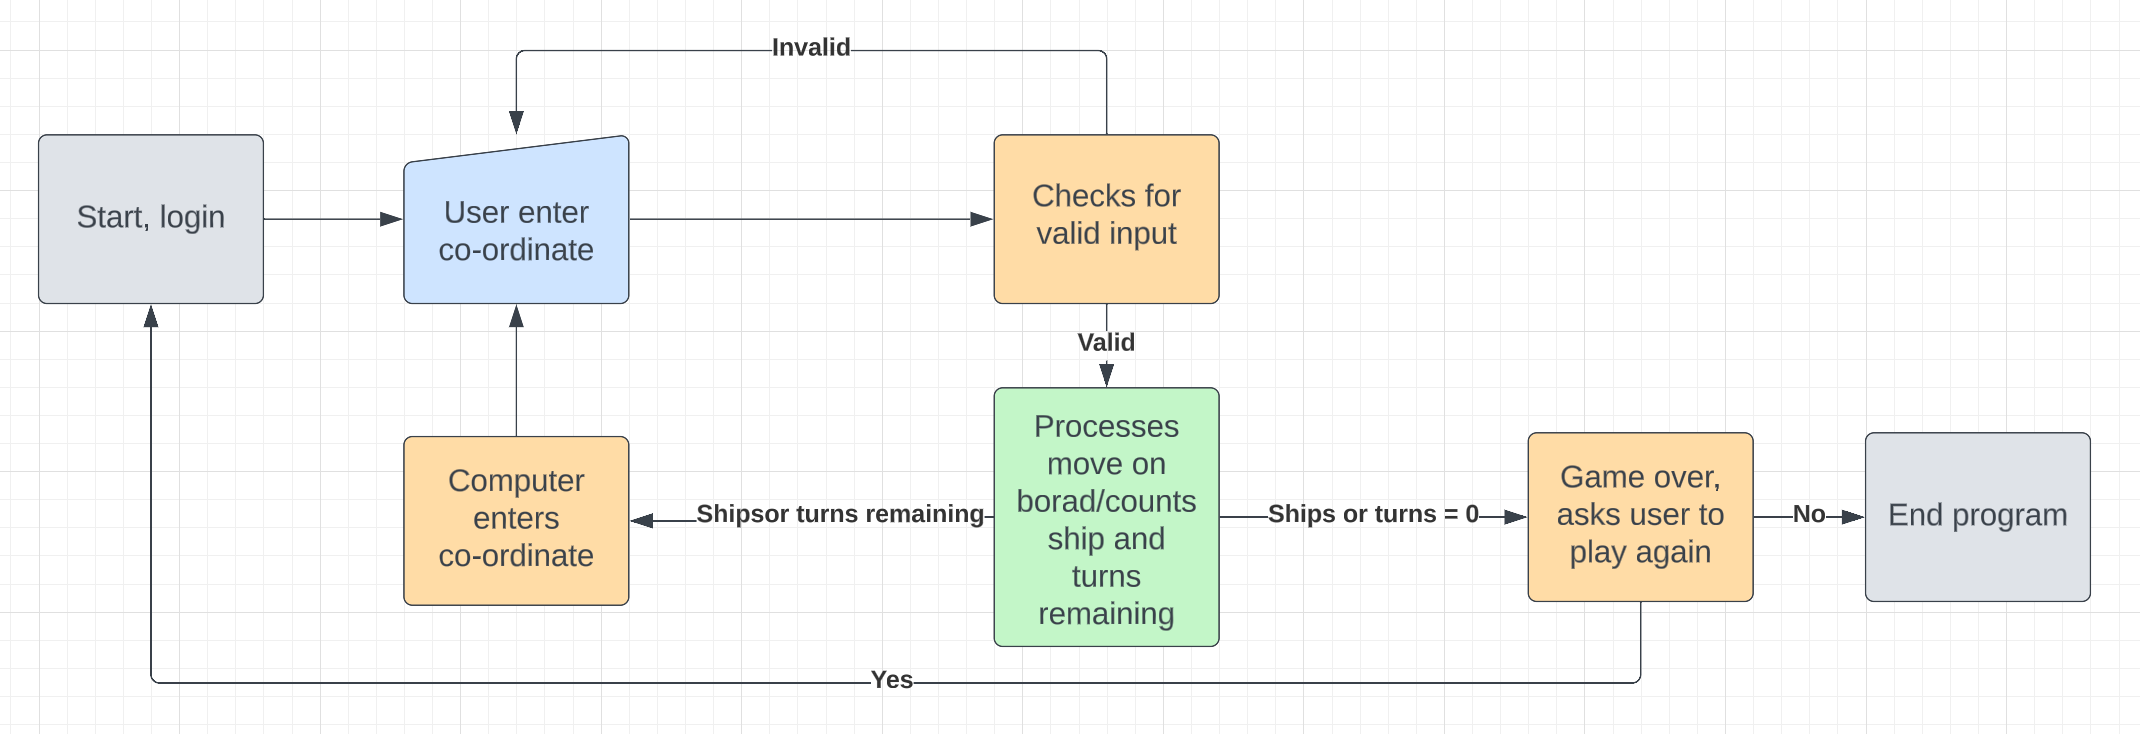 Invalid
Start, login
User enter
co-ordinate
Checks for
valid input
Valid
Computer
enters
co-ordinate
Shipsor turns remaining
Processes
move on
borad/counts
ship and
turns
remaining
Ships or turns = 0
Game over,
asks user to
play again
No
End program
Yes